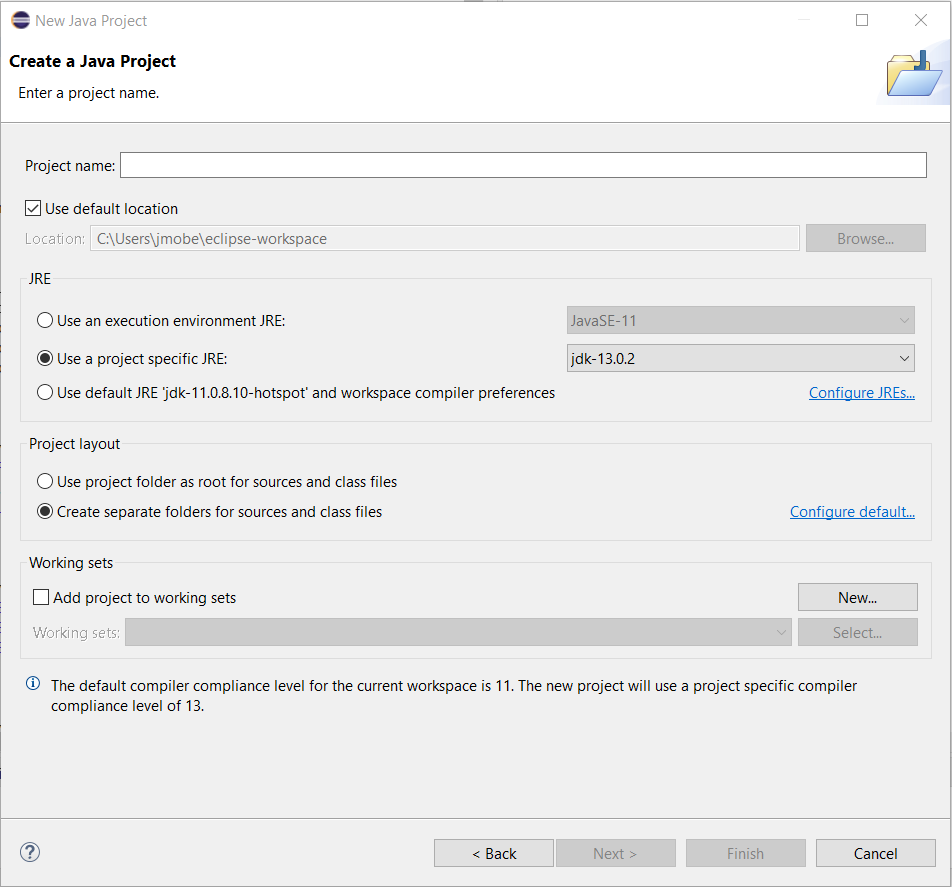 New Java Project
Create a Java Project
Enter a project name.
Project name:
Use default location
Location: C:\Users\jmobe\eclipse-workspace Browse...
JRE
Use an execution environment JRE: JavaSE-11
Use a project specific JRE: jdk-13.0.2
Use default JRE 'jdk-11.0.8.10-hotspot' and workspace compiler preferences Configure JREs...
Project layout
Use project folder as root for sources and class files
Create separate folders for sources and class files Configure default...
Working sets
Add project to working sets New...
Working sets: Select...
The default compiler compliance level for the current workspace is 11. The new project will use a project specific compiler
compliance level of 13.
< Back Next > Finish Cancel